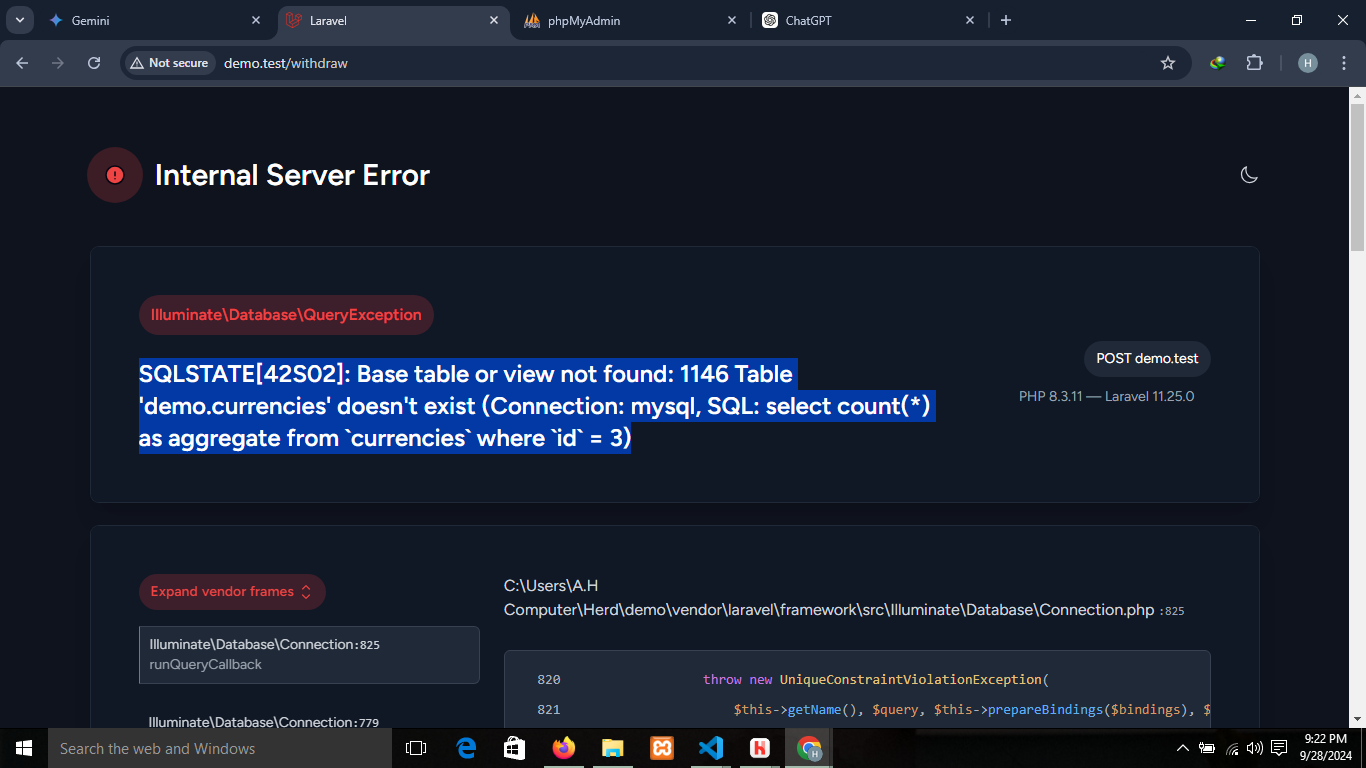 Gemini
Laravel
phpMyAdmin
ChatGPT
Not secure
demo.test/withdraw
H
Internal Server Error
Illuminate\Database\QueryException
SQLSTATE[42S02]: Base table or view not found: 1146 Table
'demo.currencies' doesn't exist (Connection: mysql, SQL: select count(*)
as aggregate from `currencies` where `id` = 3)
POST demo.test
PHP 8.3.11 — Laravel 11.25.0
Expand vendor frames
Illuminate\Database\Connection:825
runQueryCallback
Illuminate\Database\Connection:779
C:\Users\A.H
Computer\Herd\demo\vendor\laravel\framework\src\Illuminate\Database\Connection.php :825
820 throw new UniqueConstraintViolationException(
821 $this->getName(), $query, $this->prepareBindings($bindings), $
Search the web and Windows
H
9:22 PM
9/28/2024